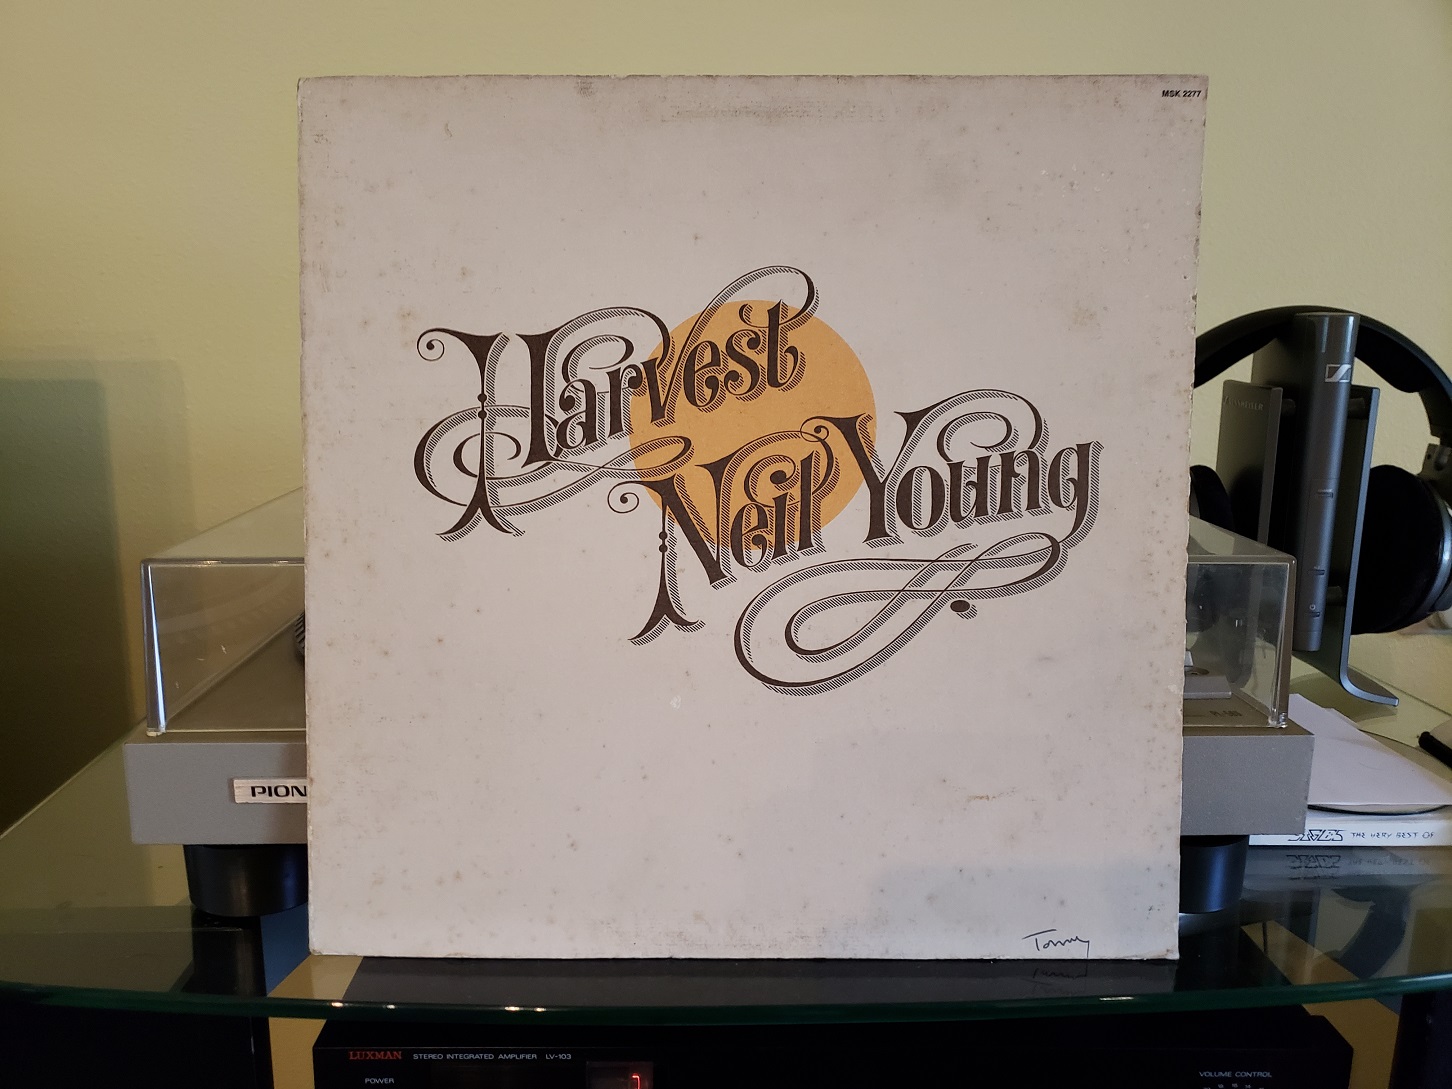 MSK 2277
Harvest
Neil Young
PION
EAGLES THE VERY BEST OF
Tommy
LUXMAN STEREO INTEGRATED AMPLIFIER LV-103
POWER
VOLUME CONTROL